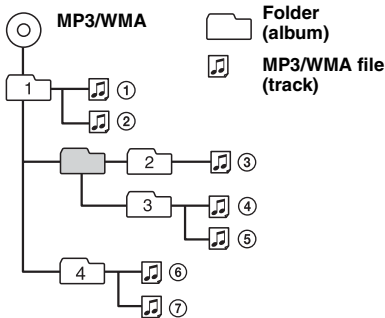 MP3/WMA
Folder
(album)
MP3/WMA file
(track)
1
①
②
2
③
3
④
⑤
4
⑥
⑦